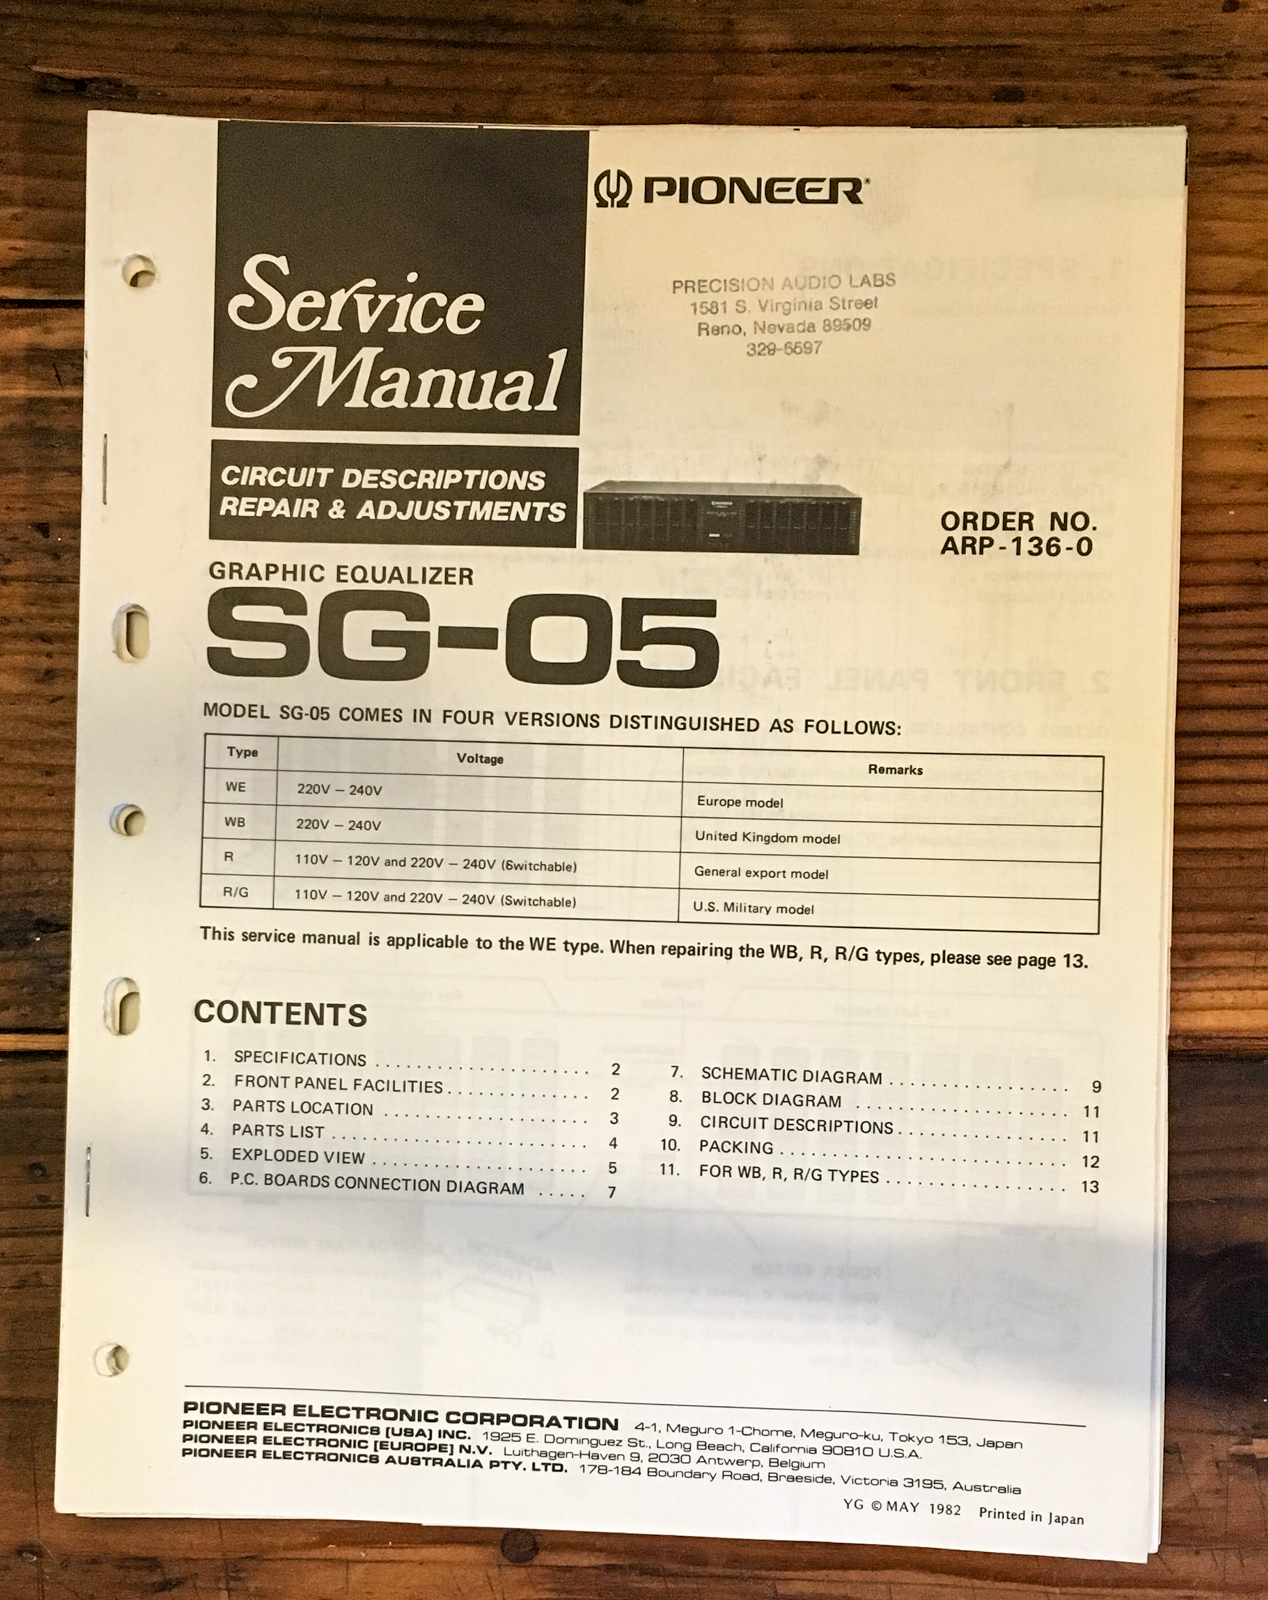 PIONEER
Service
Manual
PRECISION AUDIO LABS
1581 S. Virginia Street
Reno, Nevada 89509
329-6597
CIRCUIT DESCRIPTIONS
REPAIR & ADJUSTMENTS
ORDER NO.
ARP-136-0
GRAPHIC EQUALIZER
SG-05
MODEL SG-05 COMES IN FOUR VERSIONS DISTINGUISHED AS FOLLOWS:
Type Voltage Remarks
WE 220V – 240V Europe model
WB 220V – 240V United Kingdom model
R 110V – 120V and 220V – 240V (Switchable) General export model
R/G 110V – 120V and 220V – 240V (Switchable) U.S. Military model
This service manual is applicable to the WE type. When repairing the WB, R, R/G types, please see page 13.
CONTENTS
1. SPECIFICATIONS . . . . . . . . . . . . . . . . . . . . . 2
2. FRONT PANEL FACILITIES . . . . . . . . . . . . . . 2
3. PARTS LOCATION . . . . . . . . . . . . . . . . . . . . 3
4. PARTS LIST . . . . . . . . . . . . . . . . . . . . . . . . . 4
5. EXPLODED VIEW . . . . . . . . . . . . . . . . . . . . . 5
6. P.C. BOARDS CONNECTION DIAGRAM . . . . . 7
7. SCHEMATIC DIAGRAM . . . . . . . . . . . . . . . . . 9
8. BLOCK DIAGRAM . . . . . . . . . . . . . . . . . . . . 11
9. CIRCUIT DESCRIPTIONS . . . . . . . . . . . . . . . . 11
10. PACKING . . . . . . . . . . . . . . . . . . . . . . . . . . . 12
11. FOR WB, R, R/G TYPES . . . . . . . . . . . . . . . . . 13
PIONEER ELECTRONIC CORPORATION 4-1, Meguro 1-Chome, Meguro-ku, Tokyo 153, Japan
PIONEER ELECTRONICS [USA] INC. 1925 E. Dominguez St., Long Beach, California 90810 U.S.A.
PIONEER ELECTRONIC [EUROPE] N.V. Luithagen-Haven 9, 2030 Antwerp, Belgium
PIONEER ELECTRONICS AUSTRALIA PTY. LTD. 178-184 Boundary Road, Braeside, Victoria 3195, Australia
YG © MAY 1982 Printed in Japan